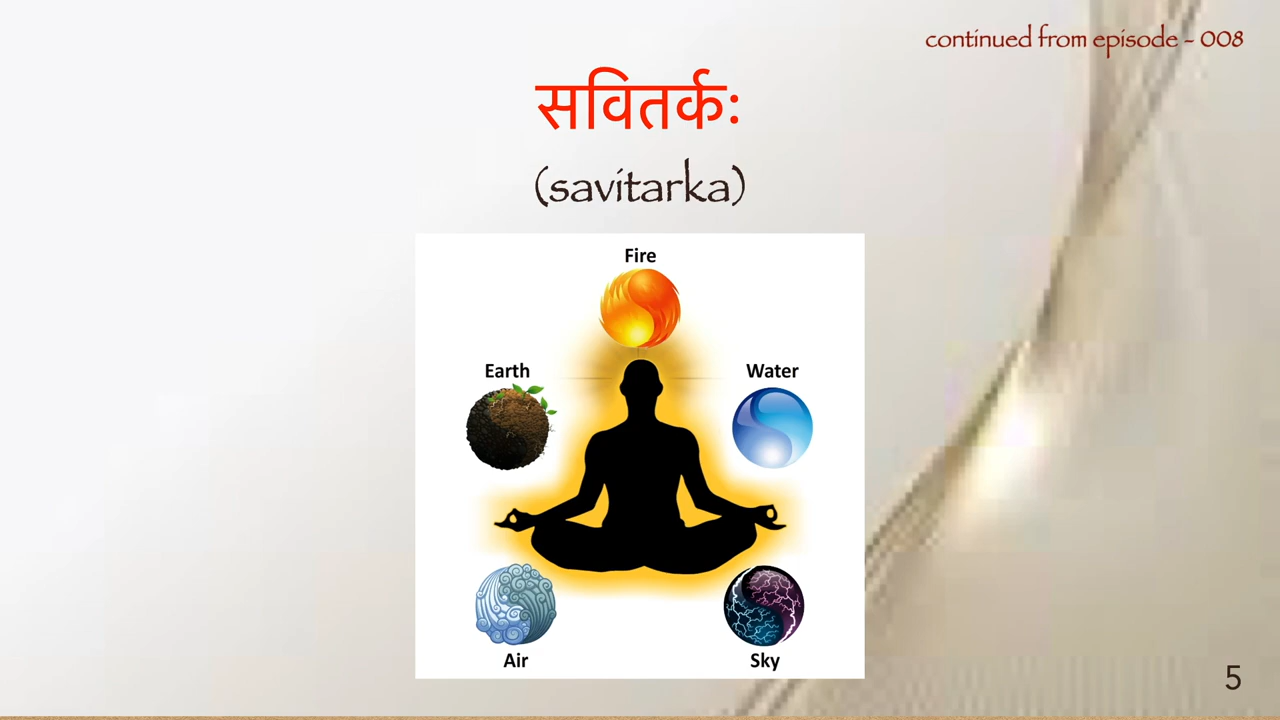 continued from episode - 008
सवितर्कः
(savitarka)
Fire
Earth
Water
Air
Sky
5